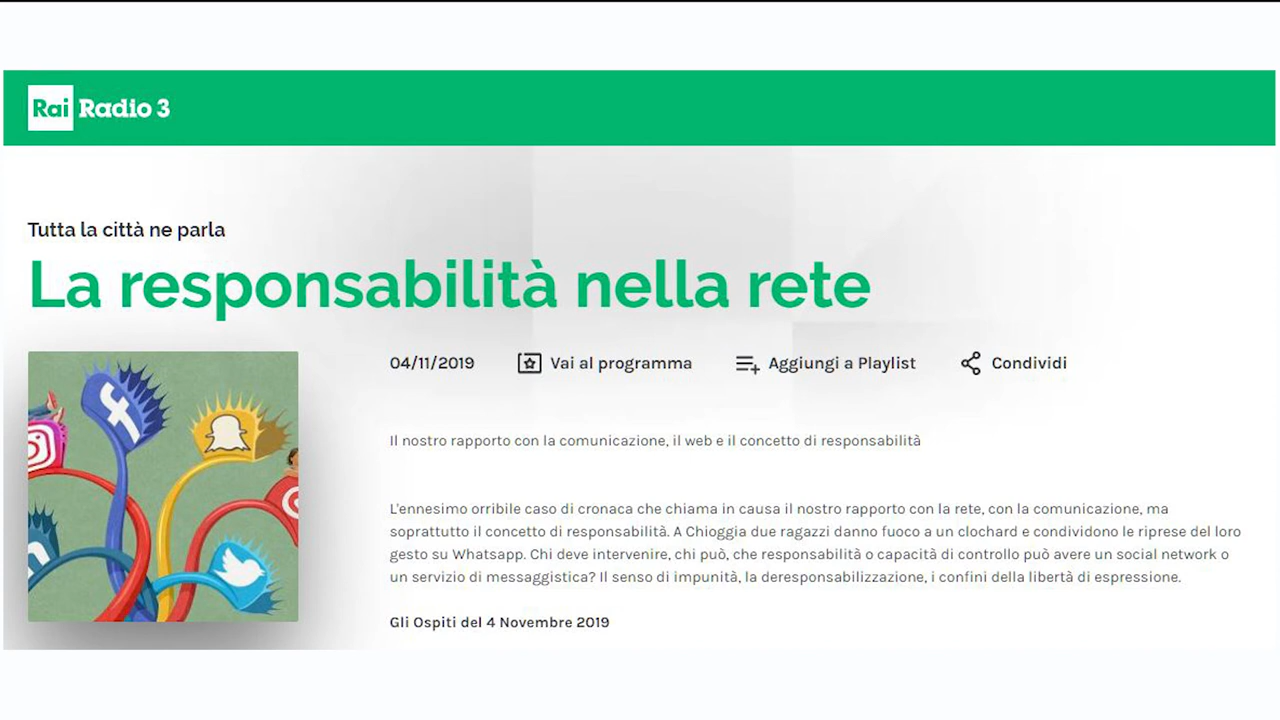 Rai Radio 3
Tutta la città ne parla
La responsabilità nella rete
04/11/2019 Vai al programma Aggiungi a Playlist Condividi
Il nostro rapporto con la comunicazione, il web e il concetto di responsabilità
L'ennesimo orribile caso di cronaca che chiama in causa il nostro rapporto con la rete, con la comunicazione, ma
soprattutto il concetto di responsabilità. A Chioggia due ragazzi danno fuoco a un clochard e condividono le riprese del loro
gesto su Whatsapp. Chi deve intervenire, chi può, che responsabilità o capacità di controllo può avere un social network o
un servizio di messaggistica? Il senso di impunità, la deresponsabilizzazione, i confini della libertà di espressione.
Gli Ospiti del 4 Novembre 2019